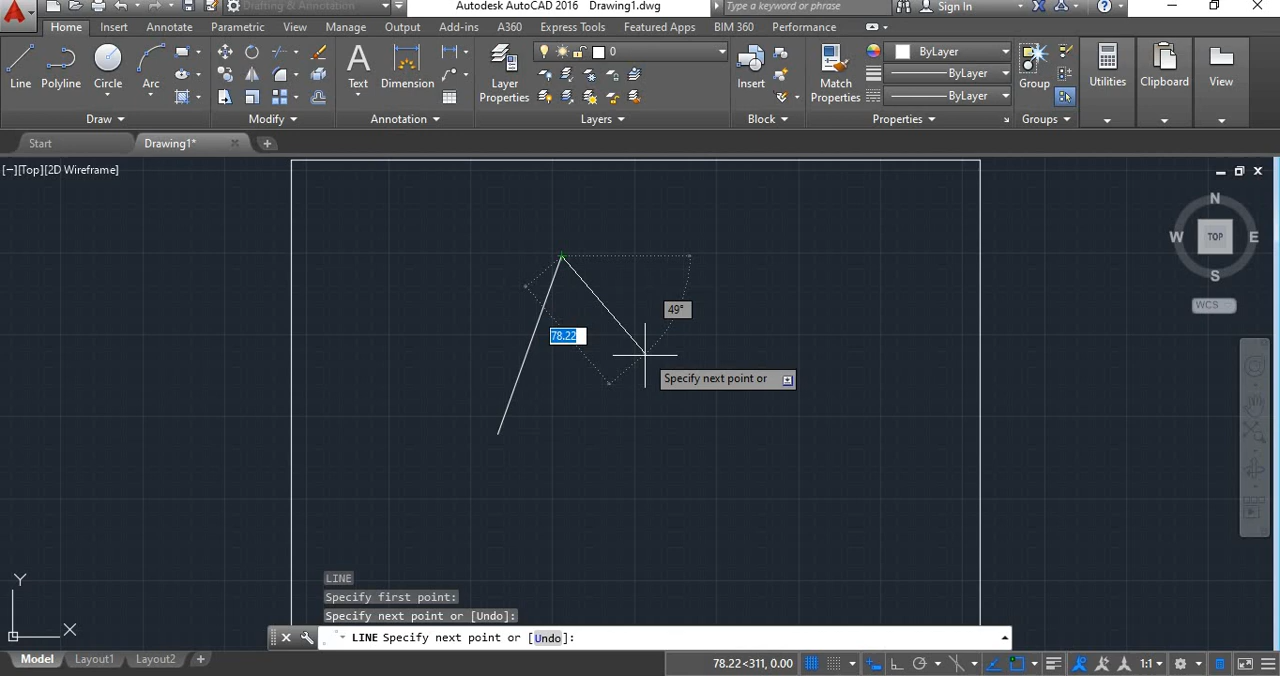 Drafting & Annotation
Autodesk AutoCAD 2016 Drawing1.dwg
Type a keyword or phrase
Sign In
Home Insert Annotate Parametric View Manage Output Add-ins A360 Express Tools Featured Apps BIM 360 Performance
0
ByLayer
ByLayer
ByLayer
Line Polyline Circle Arc
Text Dimension
Layer Properties
Insert
Match Properties
Group
Utilities
Clipboard
View
Draw Modify Annotation Layers Block Properties Groups
Start Drawing1*
[−][Top][2D Wireframe]
N
W TOP E
S
WCS
49°
78.22
Specify next point or
Y
X
LINE
Specify first point:
Specify next point or [Undo]:
LINE Specify next point or [Undo]:
Model Layout1 Layout2
78.22<311, 0.00
1:1